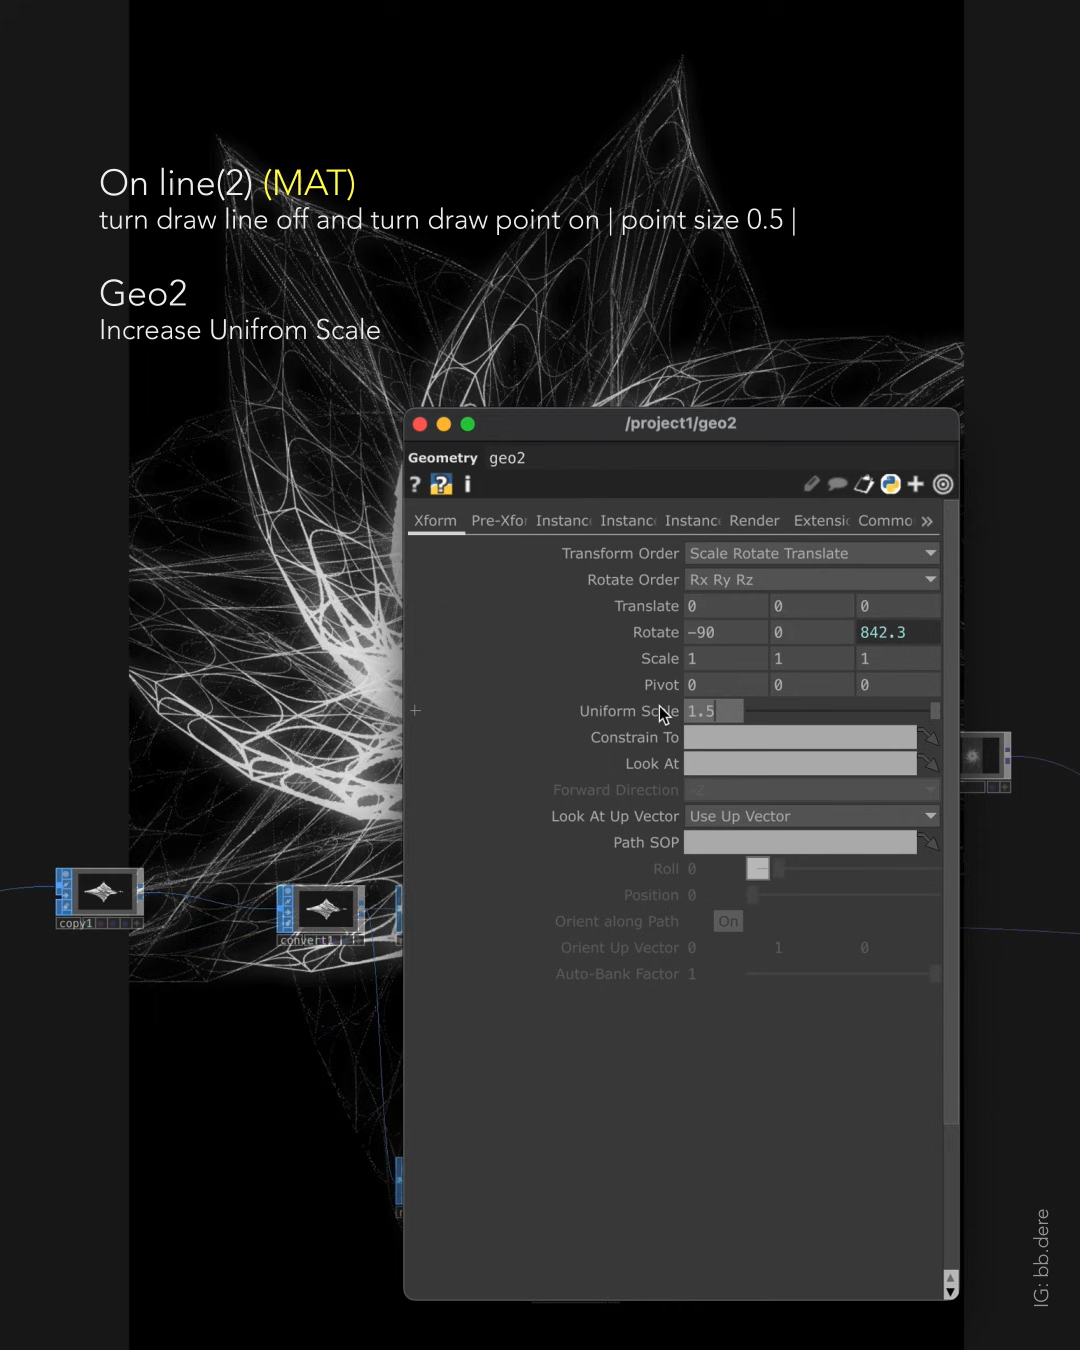 On line(2) (MAT)
turn draw line off and turn draw point on | point size 0.5 |
Geo2
Increase Unifrom Scale
/project1/geo2
Geometry geo2
? ? i
Xform Pre-Xfo Instanc Instanc Instanc Render Extensi Commo »
Transform Order Scale Rotate Translate
Rotate Order Rx Ry Rz
Translate 0 0 0
Rotate -90 0 842.3
Scale 1 1 1
Pivot 0 0 0
Uniform Scale 1.5
Constrain To
Look At
Forward Direction -Z
Look At Up Vector Use Up Vector
Path SOP
Roll 0
Position 0
Orient along Path On
Orient Up Vector 0 1 0
Auto-Bank Factor 1
copy1
convert1
IG: bb.dere